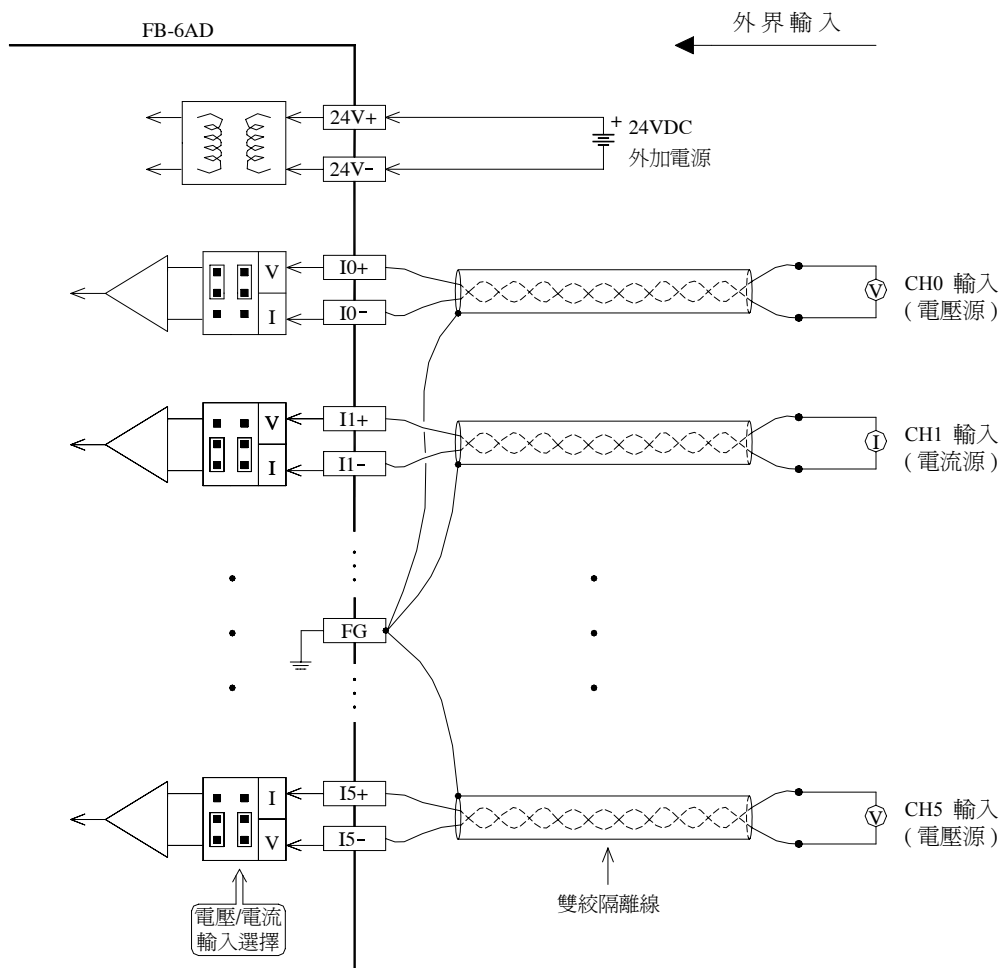 FB-6AD
外界輸入
24V+
24V-
+ 24VDC
外加電源
V
I
I0+
I0-
V
CH0 輸入
(電壓源)
V
I
I1+
I1-
I
CH1 輸入
(電流源)
FG
I
V
I5+
I5-
V
CH5 輸入
(電壓源)
雙絞隔離線
電壓/電流
輸入選擇